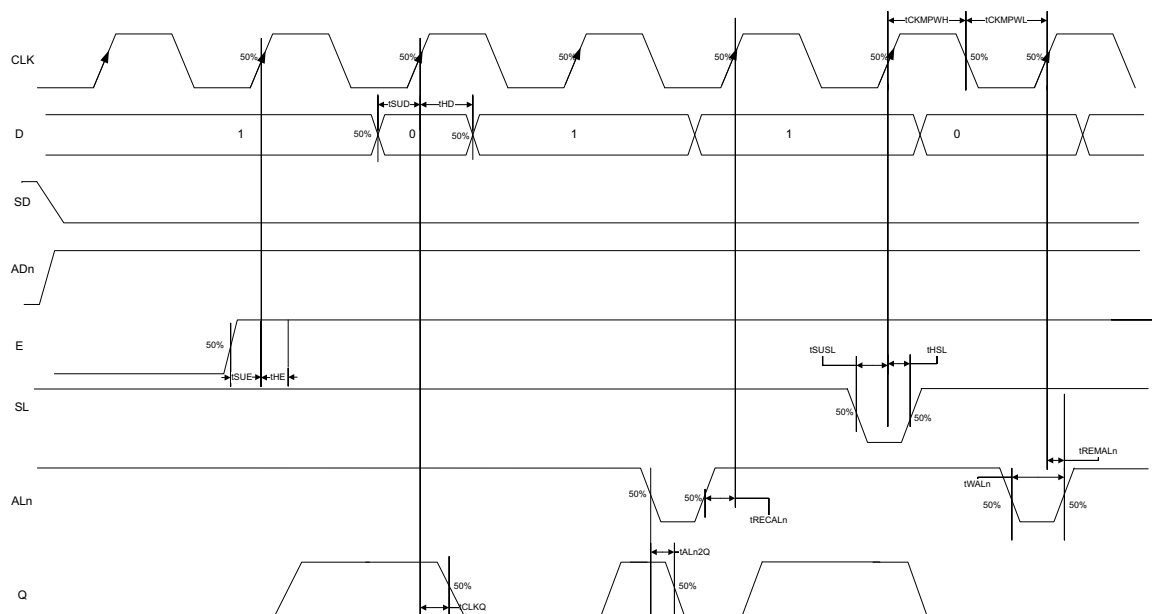 tCKMPWH tCKMPWL
CLK 50% 50% 50% 50% 50% 50% 50%
tSUD tHD
D 1 50% 0 50% 1 1 0
SD
ADn
E 50%
tSUE tHE
tSUSL tHSL
SL 50% 50%
tREMALn
tWALn
ALn 50% 50% 50% 50%
tRECALn
tALn2Q
Q 50% 50%
tCLKQ